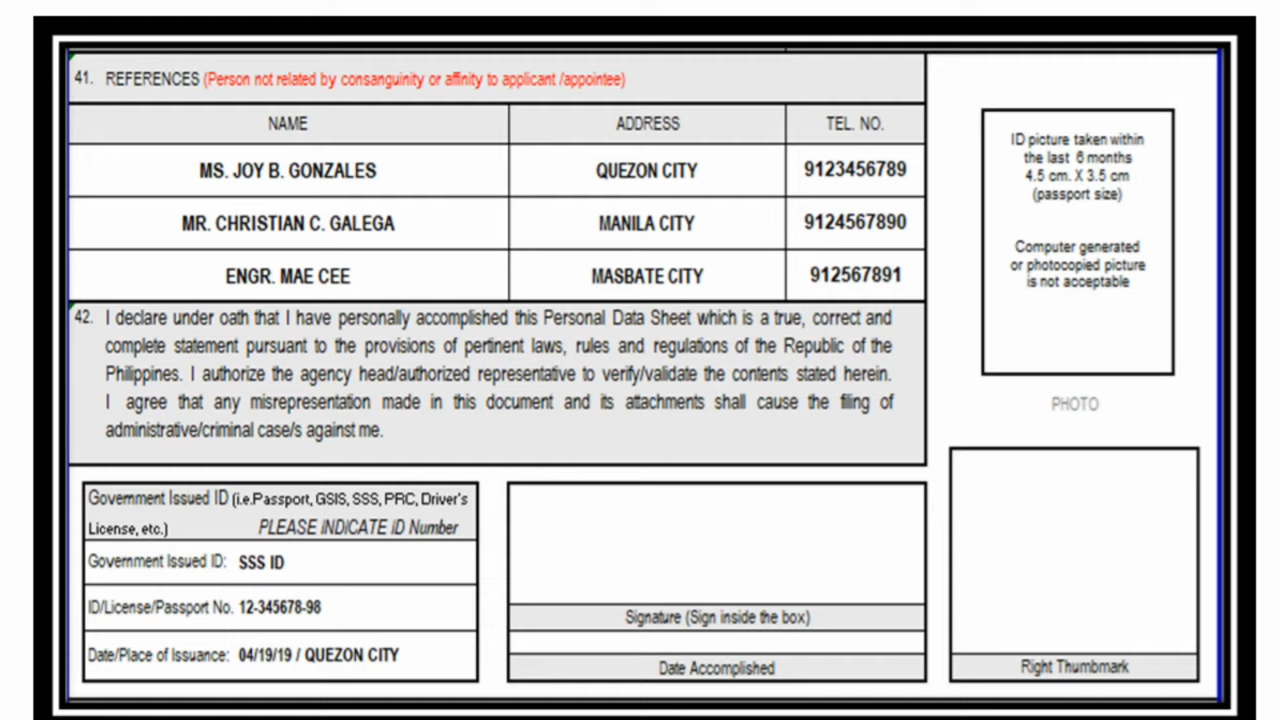 41. REFERENCES (Person not related by consanguinity or affinity to applicant /appointee)
NAME ADDRESS TEL. NO.
MS. JOY B. GONZALES QUEZON CITY 9123456789
MR. CHRISTIAN C. GALEGA MANILA CITY 9124567890
ENGR. MAE CEE MASBATE CITY 912567891
42. I declare under oath that I have personally accomplished this Personal Data Sheet which is a true, correct and
complete statement pursuant to the provisions of pertinent laws, rules and regulations of the Republic of the
Philippines. I authorize the agency head/authorized representative to verify/validate the contents stated herein.
I agree that any misrepresentation made in this document and its attachments shall cause the filing of
administrative/criminal case/s against me.
ID picture taken within
the last 6 months
4.5 cm. X 3.5 cm
(passport size)
Computer generated
or photocopied picture
is not acceptable
PHOTO
Government Issued ID (i.e.Passport, GSIS, SSS, PRC, Driver's
License, etc.) PLEASE INDICATE ID Number
Government Issued ID: SSS ID
ID/License/Passport No. 12-345678-98
Date/Place of Issuance: 04/19/19 / QUEZON CITY
Signature (Sign inside the box)
Date Accomplished
Right Thumbmark